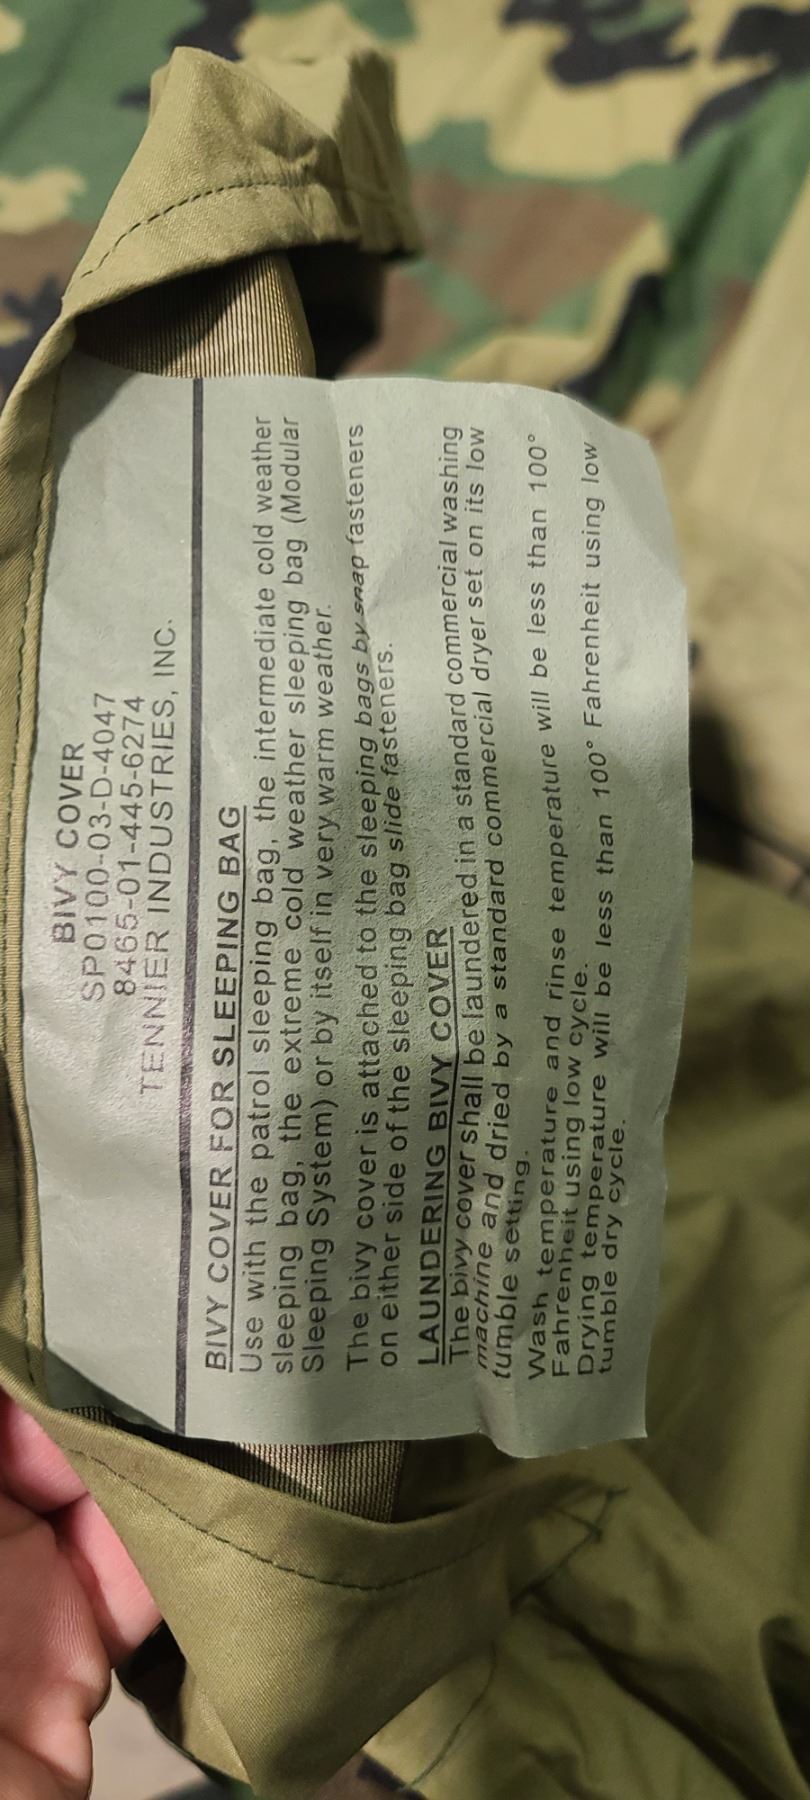 BIVY COVER
SP0100-03-D-4047
8465-01-445-6274
TENNIER INDUSTRIES, INC.
BIVY COVER FOR SLEEPING BAG
Use with the patrol sleeping bag, the intermediate cold weather
sleeping bag, the extreme cold weather sleeping bag (Modular
Sleeping System) or by itself in very warm weather.
The bivy cover is attached to the sleeping bags by snap fasteners
on either side of the sleeping bag slide fasteners.
LAUNDERING BIVY COVER
The bivy cover shall be laundered in a standard commercial washing
machine and dried by a standard commercial dryer set on its low
tumble setting.
Wash temperature and rinse temperature will be less than 100°
Fahrenheit using low cycle.
Drying temperature will be less than 100° Fahrenheit using low
tumble dry cycle.